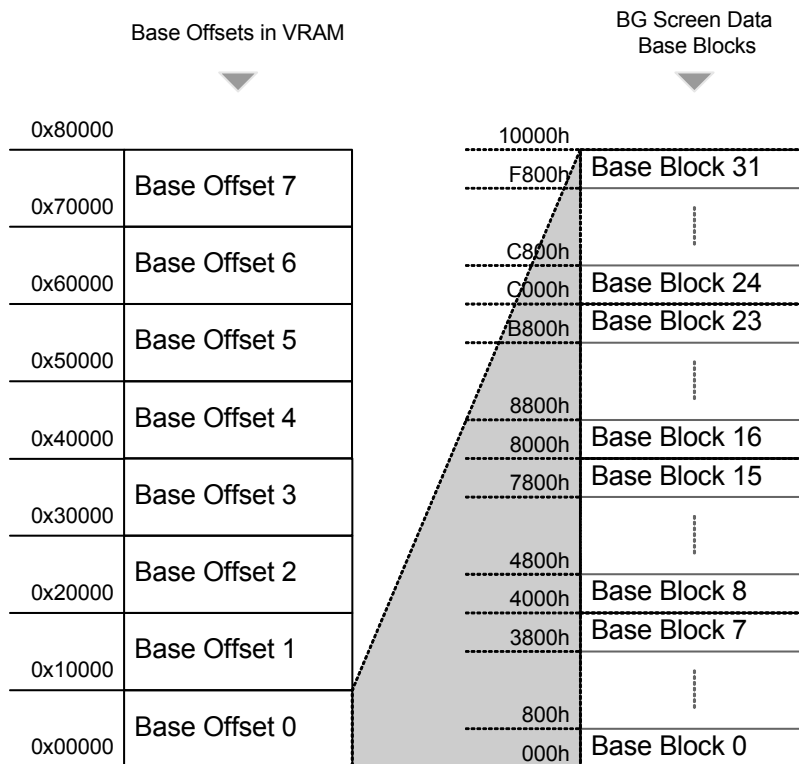 Base Offsets in VRAM
BG Screen Data
Base Blocks
0x80000
Base Offset 7
0x70000
Base Offset 6
0x60000
Base Offset 5
0x50000
Base Offset 4
0x40000
Base Offset 3
0x30000
Base Offset 2
0x20000
Base Offset 1
0x10000
Base Offset 0
0x00000
10000h
Base Block 31
F800h
C800h
Base Block 24
C000h
Base Block 23
B800h
8800h
Base Block 16
8000h
Base Block 15
7800h
4800h
Base Block 8
4000h
Base Block 7
3800h
800h
Base Block 0
000h